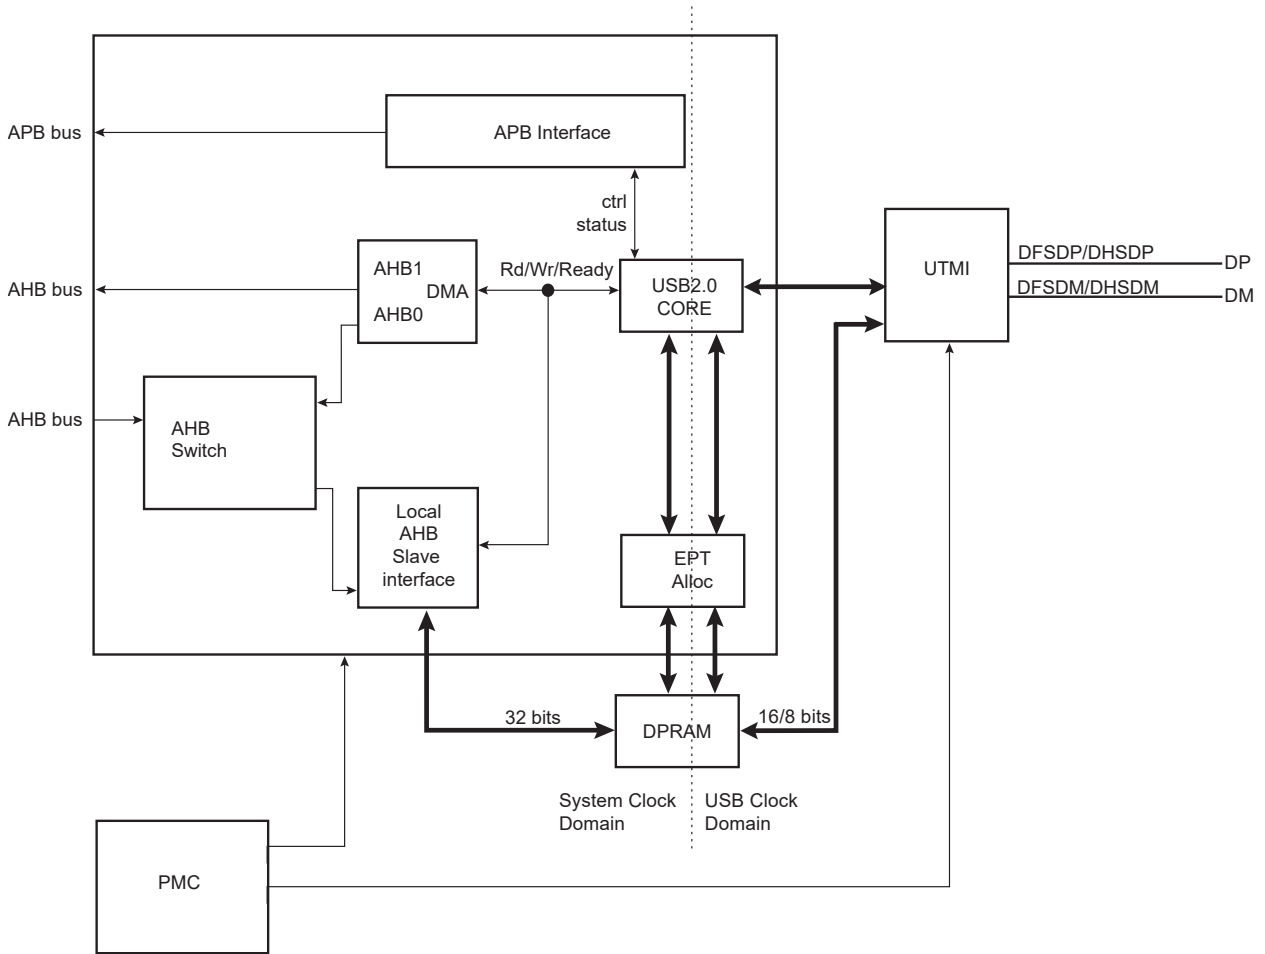 APB bus
APB Interface
ctrl
status
AHB1
DMA
AHB0
Rd/Wr/Ready
USB2.0
CORE
UTMI
DFSDP/DHSDP
DP
DFSDM/DHSDM
DM
AHB bus
AHB bus
AHB
Switch
Local
AHB
Slave
interface
EPT
Alloc
32 bits
DPRAM
16/8 bits
System Clock
Domain
USB Clock
Domain
PMC